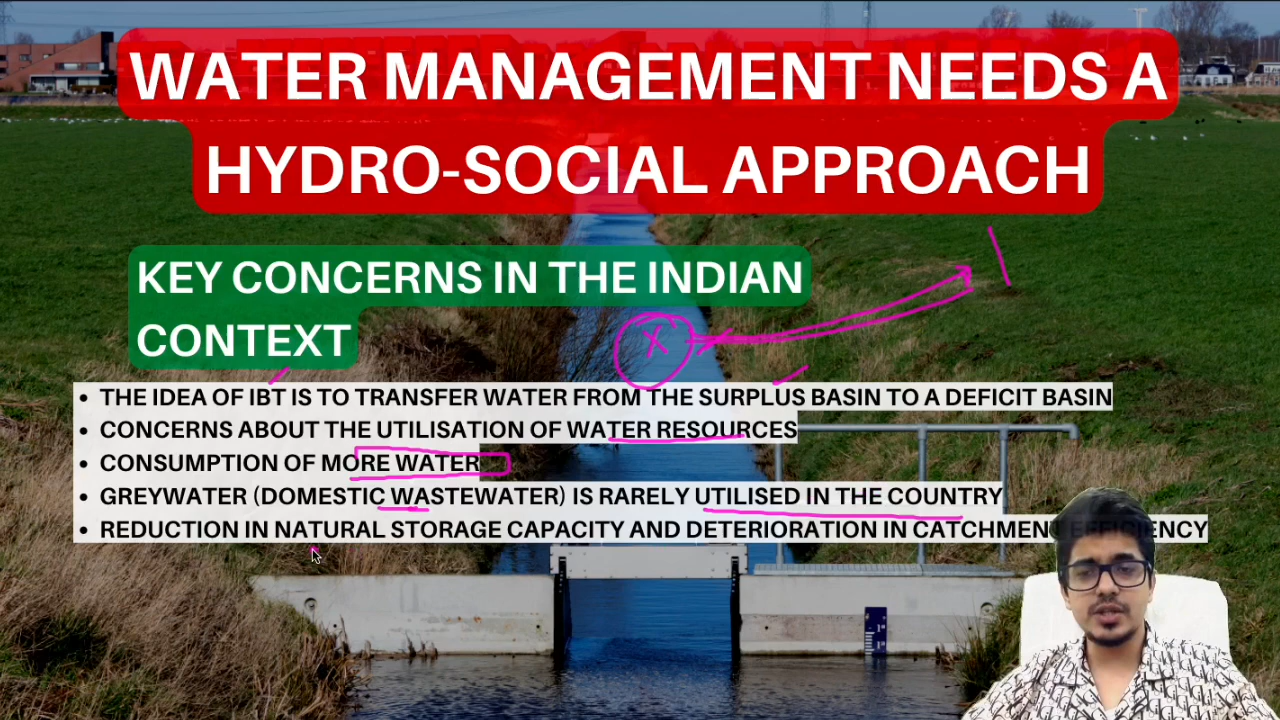 WATER MANAGEMENT NEEDS A
HYDRO-SOCIAL APPROACH
KEY CONCERNS IN THE INDIAN
CONTEXT
• THE IDEA OF IBT IS TO TRANSFER WATER FROM THE SURPLUS BASIN TO A DEFICIT BASIN
• CONCERNS ABOUT THE UTILISATION OF WATER RESOURCES
• CONSUMPTION OF MORE WATER
• GREYWATER (DOMESTIC WASTEWATER) IS RARELY UTILISED IN THE COUNTRY
• REDUCTION IN NATURAL STORAGE CAPACITY AND DETERIORATION IN CATCHMENT EFFICIENCY
X